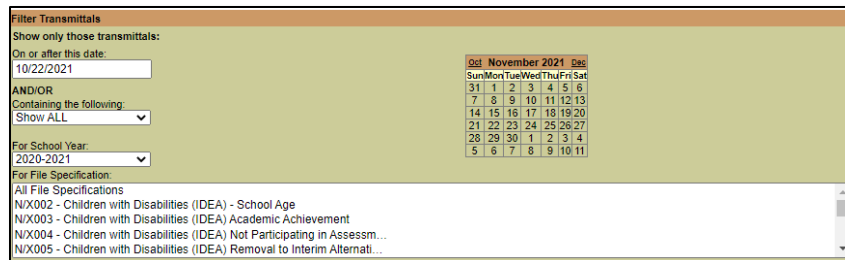 Filter Transmittals
Show only those transmittals:
On or after this date:
10/22/2021
AND/OR
Containing the following:
Show ALL
For School Year:
2020-2021
Oct November 2021 Dec
Sun Mon Tue Wed Thu Fri Sat
31 1 2 3 4 5 6
7 8 9 10 11 12 13
14 15 16 17 18 19 20
21 22 23 24 25 26 27
28 29 30 1 2 3 4
5 6 7 8 9 10 11
For File Specification:
All File Specifications
N/X002 - Children with Disabilities (IDEA) - School Age
N/X003 - Children with Disabilities (IDEA) Academic Achievement
N/X004 - Children with Disabilities (IDEA) Not Participating in Assessm...
N/X005 - Children with Disabilities (IDEA) Removal to Interim Alternati...